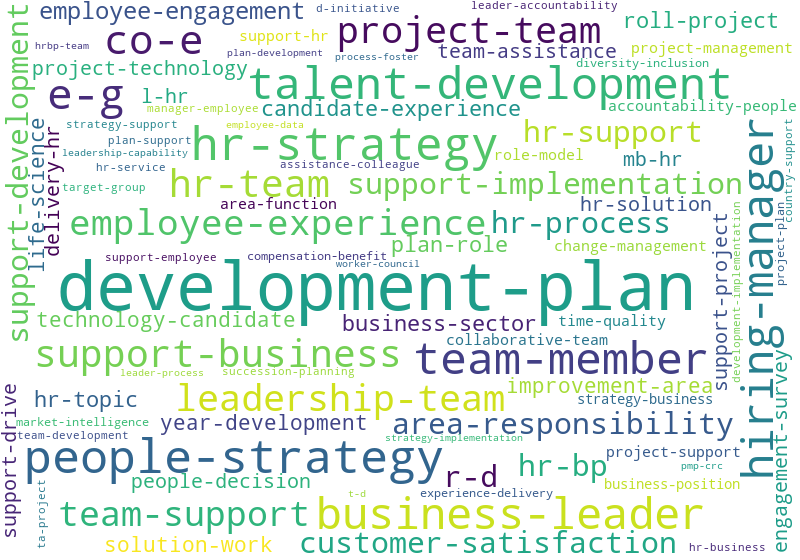 employee-engagement
d-initiative
leader-accountability
hrbp-team
co-e
support-hr
project-team
roll-project
plan-development
process-foster
team-assistance
project-management
project-technology
diversity-inclusion
support-development
e-g
l-hr
talent-development
manager-employee
candidate-experience
accountability-people
strategy-support
employee-data
plan-support
hr-strategy
hr-support
leadership-capability
hr-service
assistance-colleague
role-model
mb-hr
country-support
life-science
delivery-hr
target-group
hr-team
support-implementation
area-function
hr-solution
employee-experience
hr-process
hiring-manager
support-employee
compensation-benefit
plan-role
change-management
worker-council
support-project
development-implementation
project-plan
development-plan
technology-candidate
business-sector
time-quality
support-business
collaborative-team
team-member
leader-process
succession-planning
improvement-area
engagement-survey
hr-topic
leadership-team
strategy-business
support-drive
market-intelligence
year-development
area-responsibility
team-development
strategy-implementation
people-strategy
project-support
r-d
hr-bp
pmp-crc
people-decision
business-position
ta-project
t-d
experience-delivery
team-support
business-leader
solution-work
customer-satisfaction
hr-business